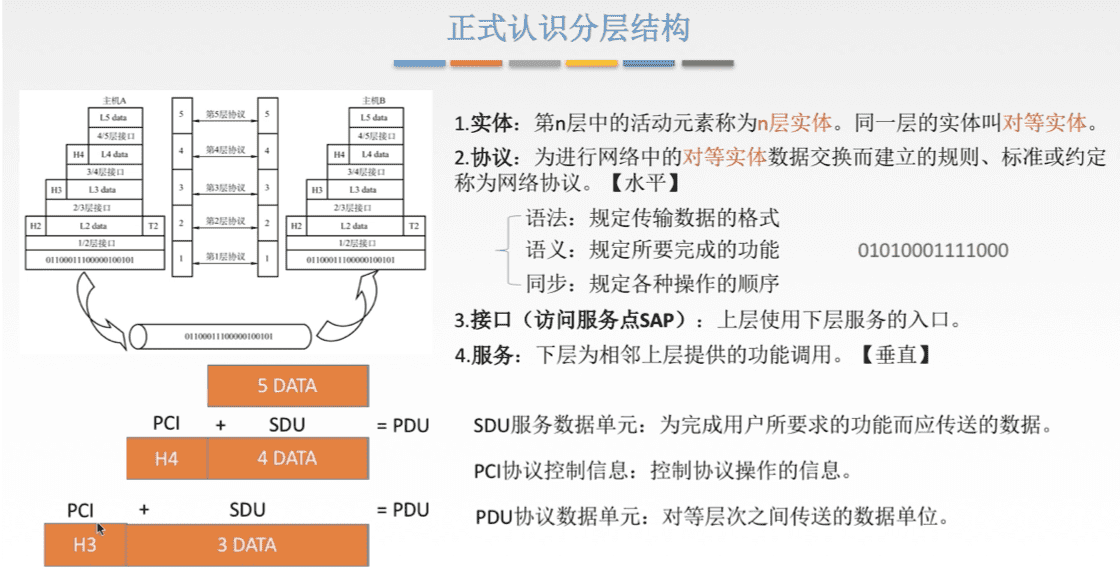 正式认识分层结构
主机A
主机B
L5 data
5
第5层协议
5
L5 data
4/5层接口
4/5层接口
H4
L4 data
4
第4层协议
4
H4
L4 data
3/4层接口
3/4层接口
H3
L3 data
3
第3层协议
3
H3
L3 data
2/3层接口
2/3层接口
H2
L2 data
T2
2
第2层协议
2
H2
L2 data
T2
1/2层接口
1/2层接口
01100011100000100101
1
第1层协议
1
01100011100000100101
01100011100000100101
5 DATA
PCI + SDU = PDU
H4
4 DATA
PCI + SDU = PDU
H3
3 DATA
1.实体：第n层中的活动元素称为n层实体。同一层的实体叫对等实体。
2.协议：为进行网络中的对等实体数据交换而建立的规则、标准或约定
称为网络协议。【水平】
语法：规定传输数据的格式
语义：规定所要完成的功能
01010001111000
同步：规定各种操作的顺序
3.接口（访问服务点SAP）：上层使用下层服务的入口。
4.服务：下层为相邻上层提供的功能调用。【垂直】
SDU服务数据单元：为完成用户所要求的功能而应传送的数据。
PCI协议控制信息：控制协议操作的信息。
PDU协议数据单元：对等层次之间传送的数据单位。